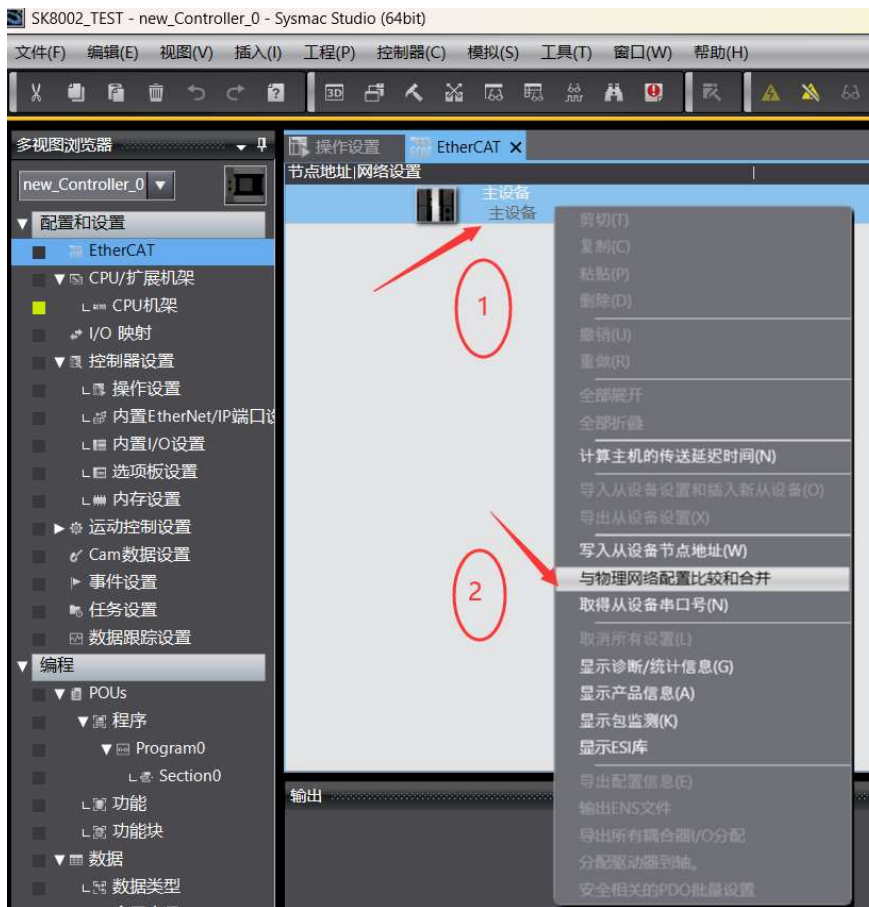 SK8002_TEST - new_Controller_0 - Sysmac Studio (64bit)
文件(F) 编辑(E) 视图(V) 插入(I) 工程(P) 控制器(C) 模拟(S) 工具(T) 窗口(W) 帮助(H)
多视图浏览器
操作设置 EtherCAT
节点地址|网络设置
new_Controller_0
主设备
主设备
配置和设置
EtherCAT
CPU/扩展机架
CPU机架
I/O 映射
控制器设置
操作设置
内置EtherNet/IP端口
内置I/O设置
选项板设置
内存设置
运动控制设置
Cam数据设置
事件设置
任务设置
数据跟踪设置
编程
POUs
程序
Program0
Section0
功能
功能块
数据
数据类型
1
2
剪切(T)
复制(C)
粘贴(P)
删除(D)
撤销(U)
重做(R)
全部展开
全部折叠
计算主机的传送延迟时间(N)
导入从设备设置和插入新从设备(O)
导出从设备设置(X)
写入从设备节点地址(W)
与物理网络配置比较和合并
取得从设备串口号(N)
取消所有设置(L)
显示诊断/统计信息(G)
显示产品信息(A)
显示包监测(K)
显示ESI库
导出配置信息(E)
输出ENS文件
导出所有耦合器I/O分配
分配驱动器到轴。
安全相关的PDO批量设置
输出